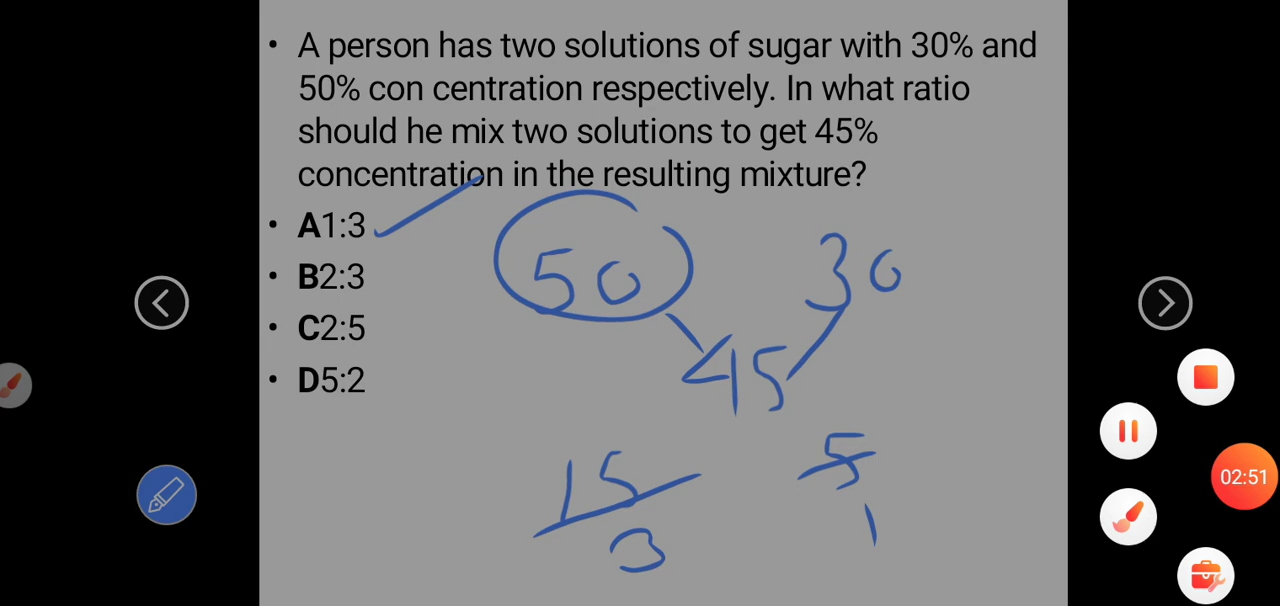 • A person has two solutions of sugar with 30% and
50% con centration respectively. In what ratio
should he mix two solutions to get 45%
concentration in the resulting mixture?
• A1:3
• B2:3
• C2:5
• D5:2
50 30
45
15 5
3 1
02:51